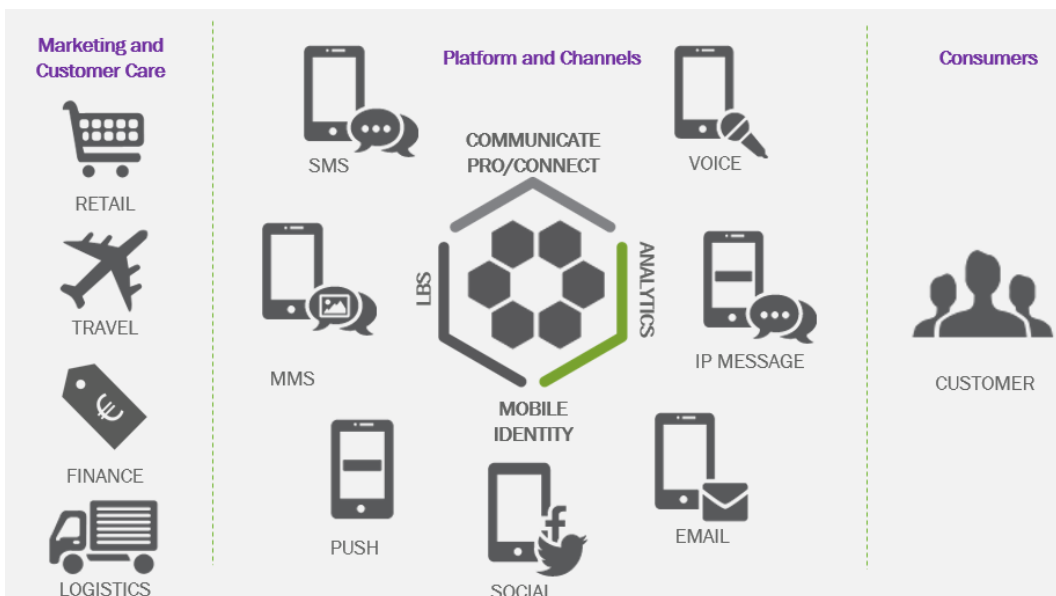 Marketing and
Customer Care
RETAIL
TRAVEL
€
FINANCE
LOGISTICS
Platform and Channels
SMS
COMMUNICATE
PRO/CONNECT
VOICE
MMS
LBS
ANALYTICS
IP MESSAGE
MOBILE
IDENTITY
PUSH
f
SOCIAL
EMAIL
Consumers
CUSTOMER